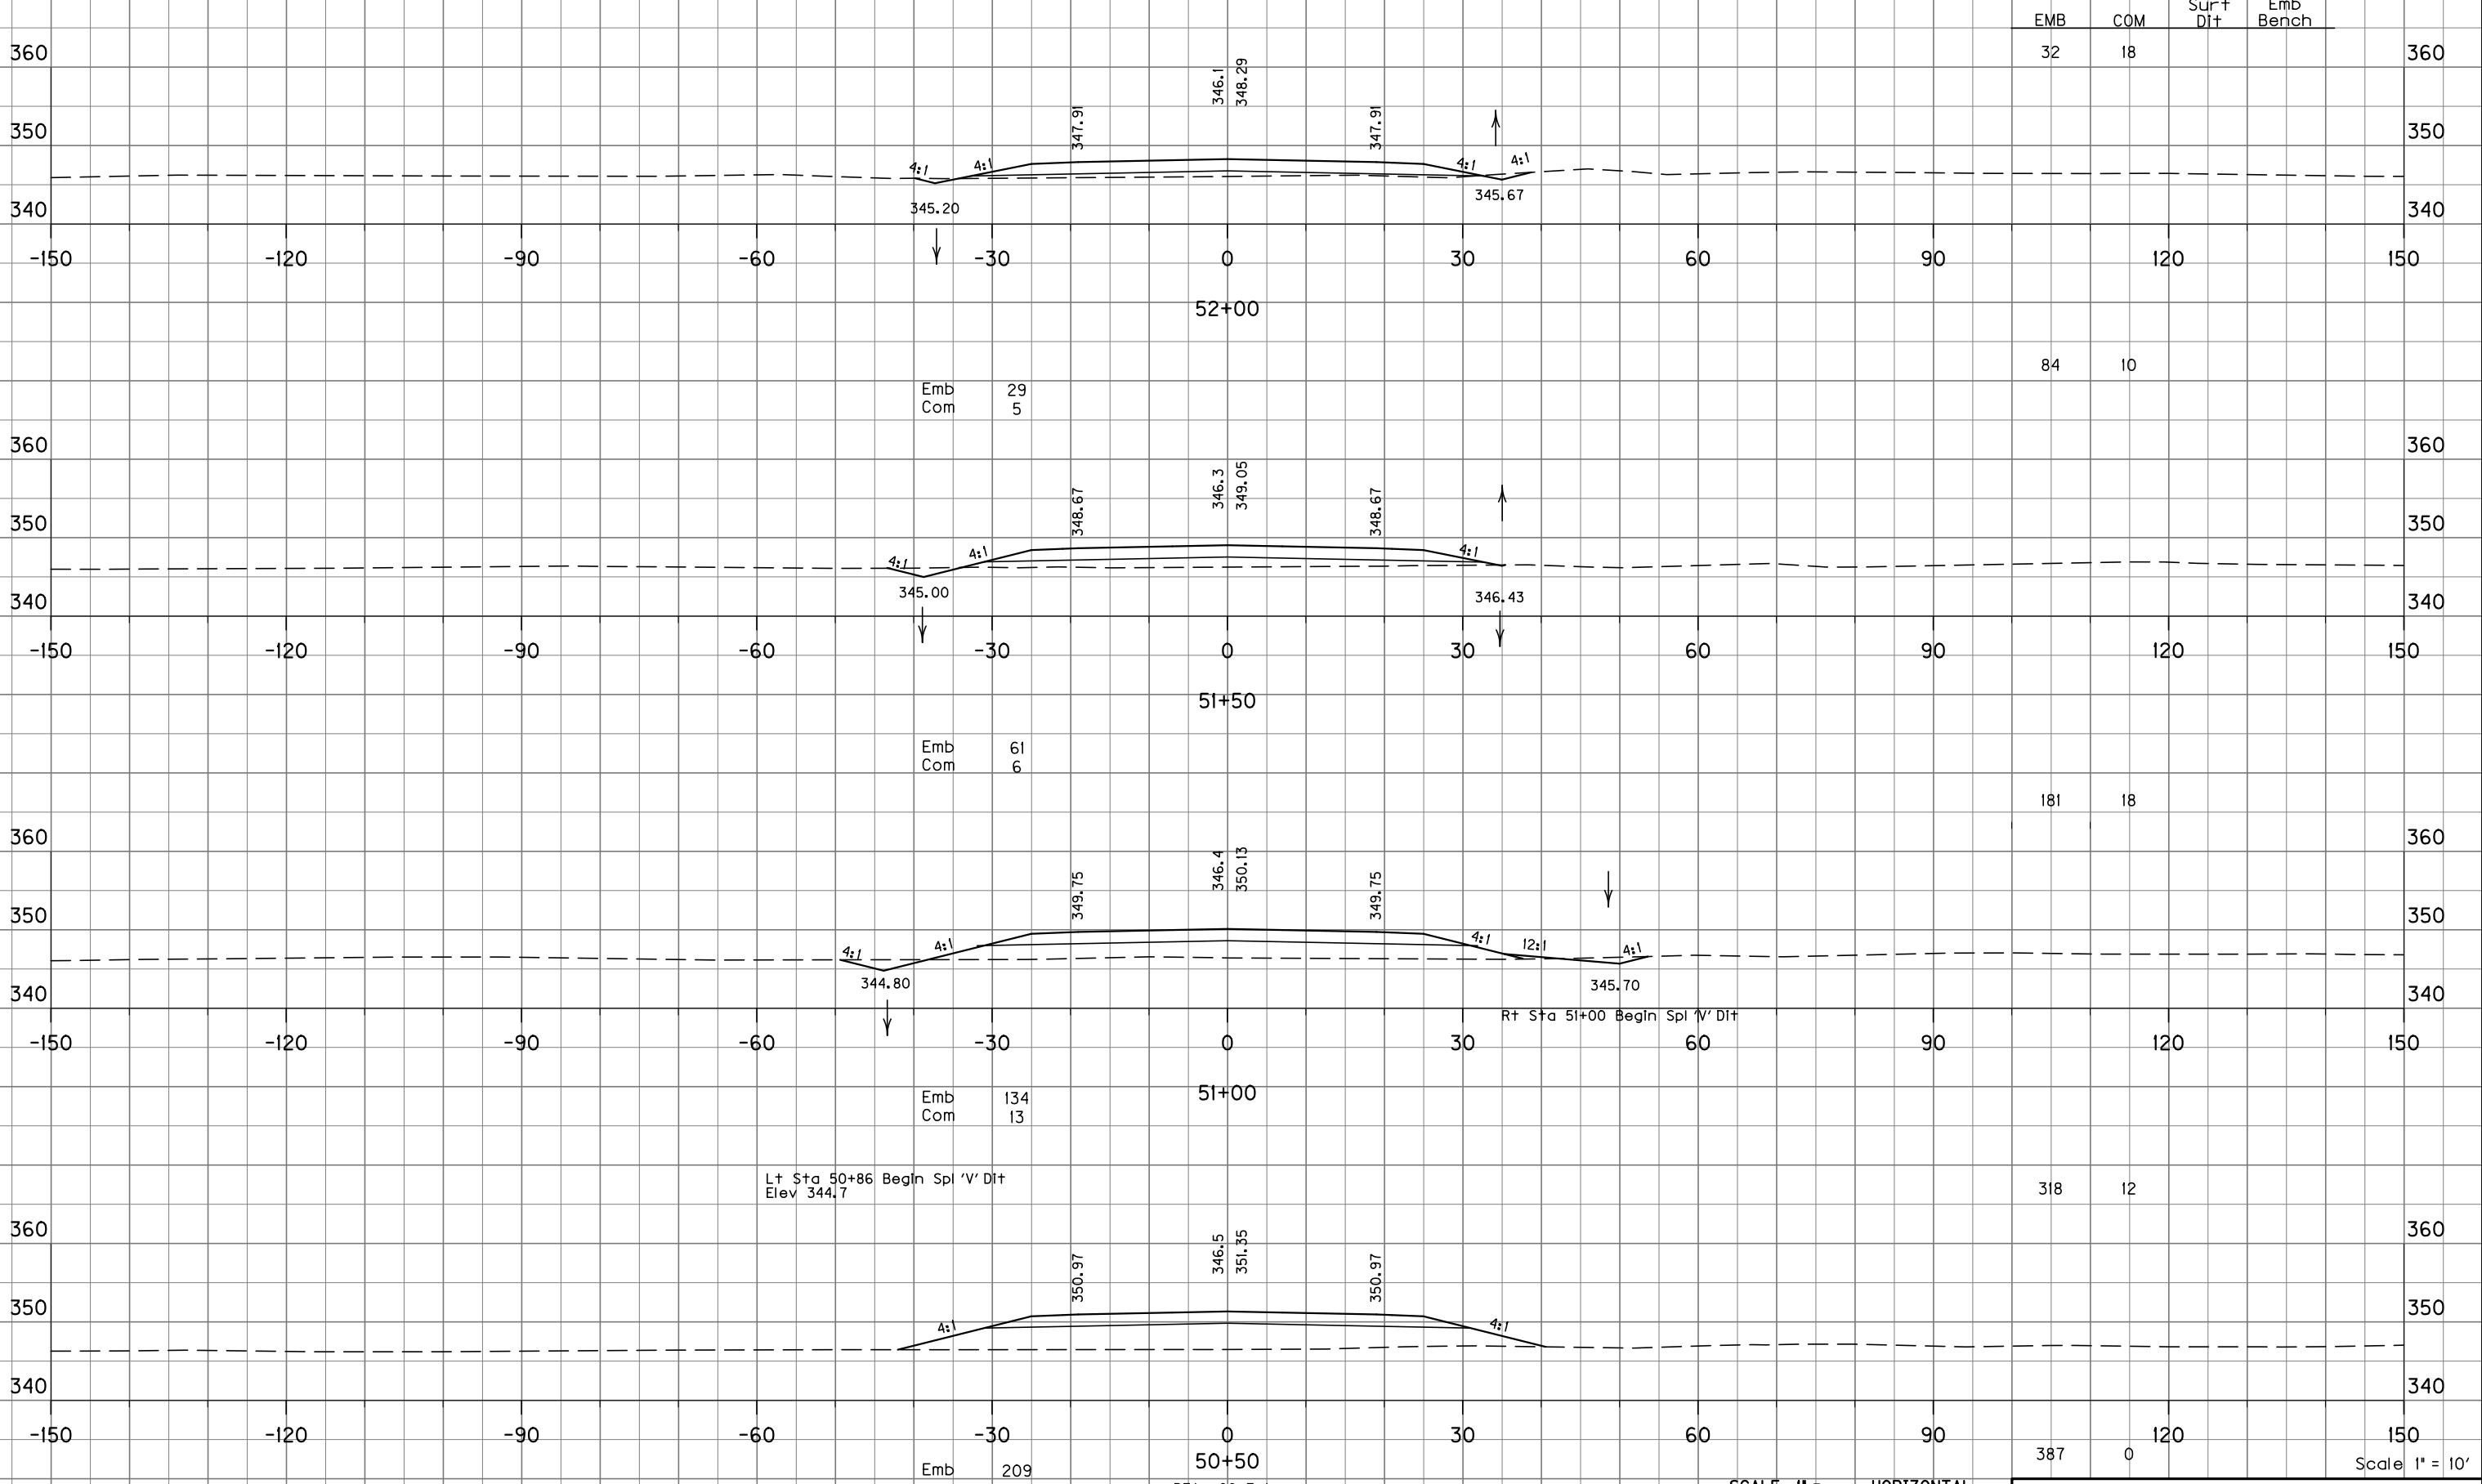 Surf Emb
EMB COM Dit Bench
32 18
360 360
346.1 348.29
347.91 347.91
350 350
4:1 4:1 4:1 4:1
345.20 345.67
340 340
-150 -120 -90 -60 -30 0 30 60 90 120 150
52+00
84 10
Emb 29
Com 5
360 360
346.3 349.05
348.67 348.67
350 350
4:1 4:1 4:1
345.00 346.43
340 340
-150 -120 -90 -60 -30 0 30 60 90 120 150
51+50
Emb 61
Com 6
181 18
360 360
346.4 350.13
349.75 349.75
350 350
4:1 4:1 4:1 12:1 4:1
344.80 345.70
340 340
Rt Sta 51+00 Begin Spl 'V' Dit
-150 -120 -90 -60 -30 0 30 60 90 120 150
51+00
Emb 134
Com 13
Lt Sta 50+86 Begin Spl 'V' Dit
Elev 344.7
318 12
360 360
346.5 351.35
350.97 350.97
350 350
4:1 4:1
340 340
-150 -120 -90 -60 -30 0 30 60 90 120 150
50+50
387 0
Scale 1" = 10'
Emb 209